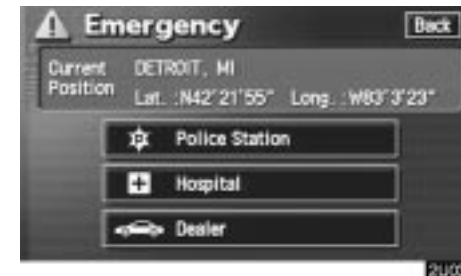 Emergency
Back
Current Position
DETROIT, MI
Lat. :N42°21'55" Long. :W83°3'23"
Police Station
Hospital
Dealer